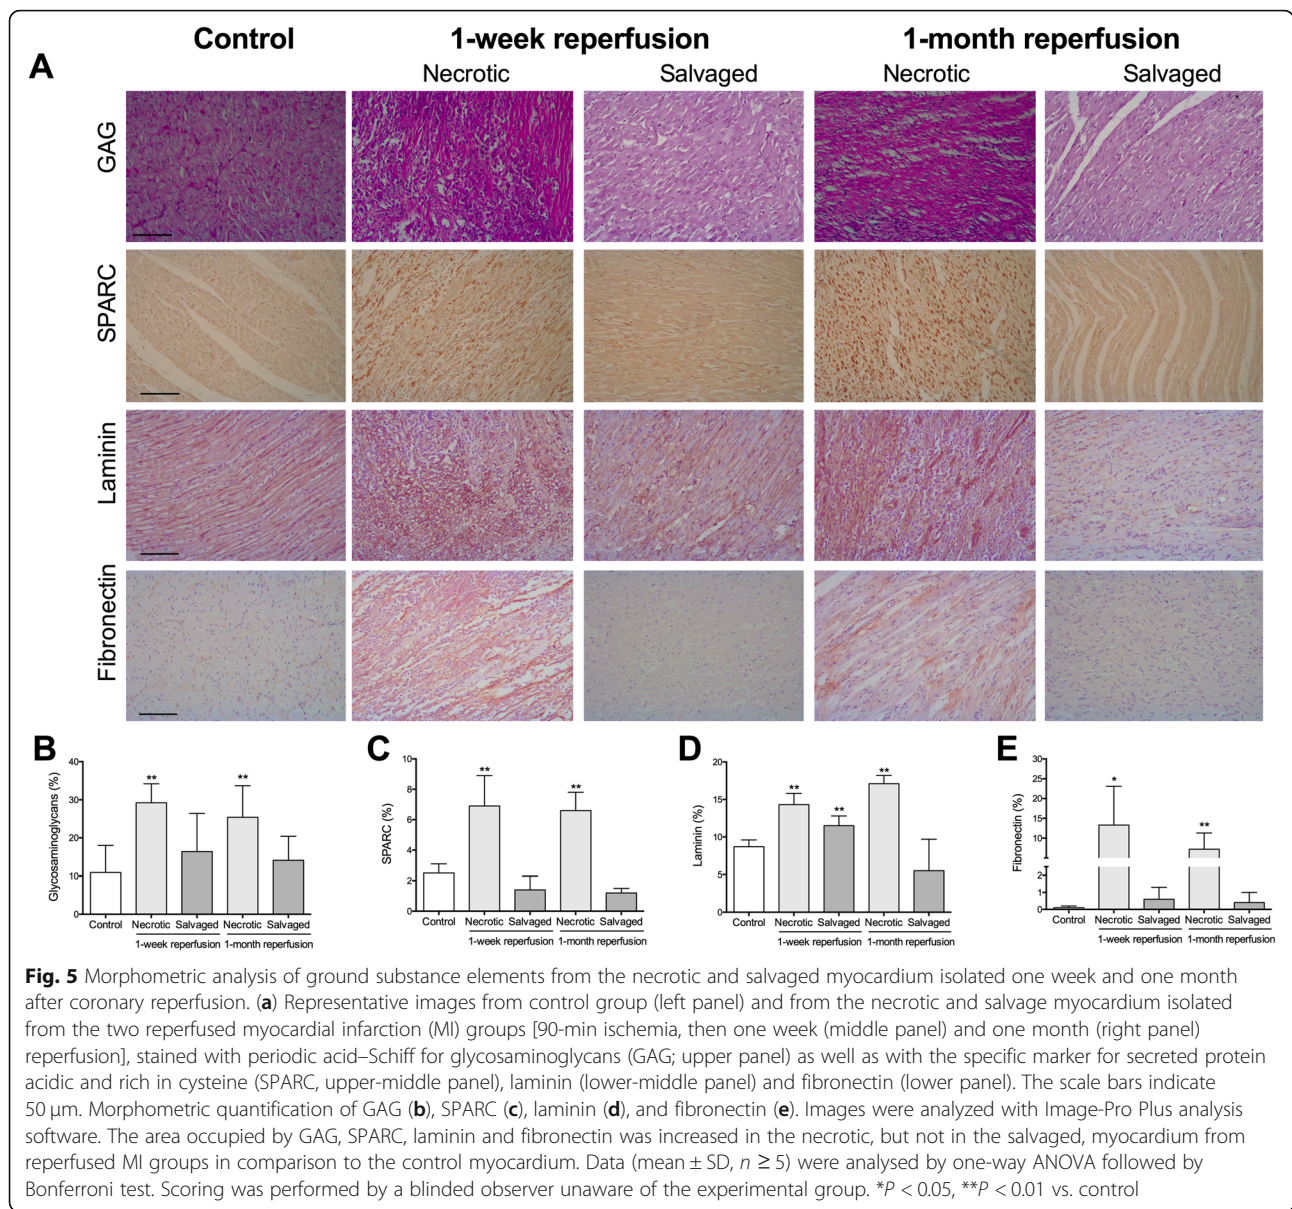 Control 1-week reperfusion 1-month reperfusion
A
Necrotic Salvaged Necrotic Salvaged
GAG
SPARC
Laminin
Fibronectin
B
Glycosaminoglycans (%)
40
30
20
10
0
** **
Control Necrotic Salvaged Necrotic Salvaged
1-week reperfusion 1-month reperfusion
C
SPARC (%)
10
8
6
4
2
0
** **
Control Necrotic Salvaged Necrotic Salvaged
1-week reperfusion 1-month reperfusion
D
Laminin (%)
20
15
10
5
0
** ** **
Control Necrotic Salvaged Necrotic Salvaged
1-week reperfusion 1-month reperfusion
E
Fibronectin (%)
30
25
20
15
10
5
2
1
0
* **
Control Necrotic Salvaged Necrotic Salvaged
1-week reperfusion 1-month reperfusion
Fig. 5 Morphometric analysis of ground substance elements from the necrotic and salvaged myocardium isolated one week and one month
after coronary reperfusion. (a) Representative images from control group (left panel) and from the necrotic and salvage myocardium isolated
from the two reperfused myocardial infarction (MI) groups [90-min ischemia, then one week (middle panel) and one month (right panel)
reperfusion], stained with periodic acid–Schiff for glycosaminoglycans (GAG; upper panel) as well as with the specific marker for secreted protein
acidic and rich in cysteine (SPARC, upper-middle panel), laminin (lower-middle panel) and fibronectin (lower panel). The scale bars indicate
50 μm. Morphometric quantification of GAG (b), SPARC (c), laminin (d), and fibronectin (e). Images were analyzed with Image-Pro Plus analysis
software. The area occupied by GAG, SPARC, laminin and fibronectin was increased in the necrotic, but not in the salvaged, myocardium from
reperfused MI groups in comparison to the control myocardium. Data (mean ± SD, n ≥ 5) were analysed by one-way ANOVA followed by
Bonferroni test. Scoring was performed by a blinded observer unaware of the experimental group. *P < 0.05, **P < 0.01 vs. control